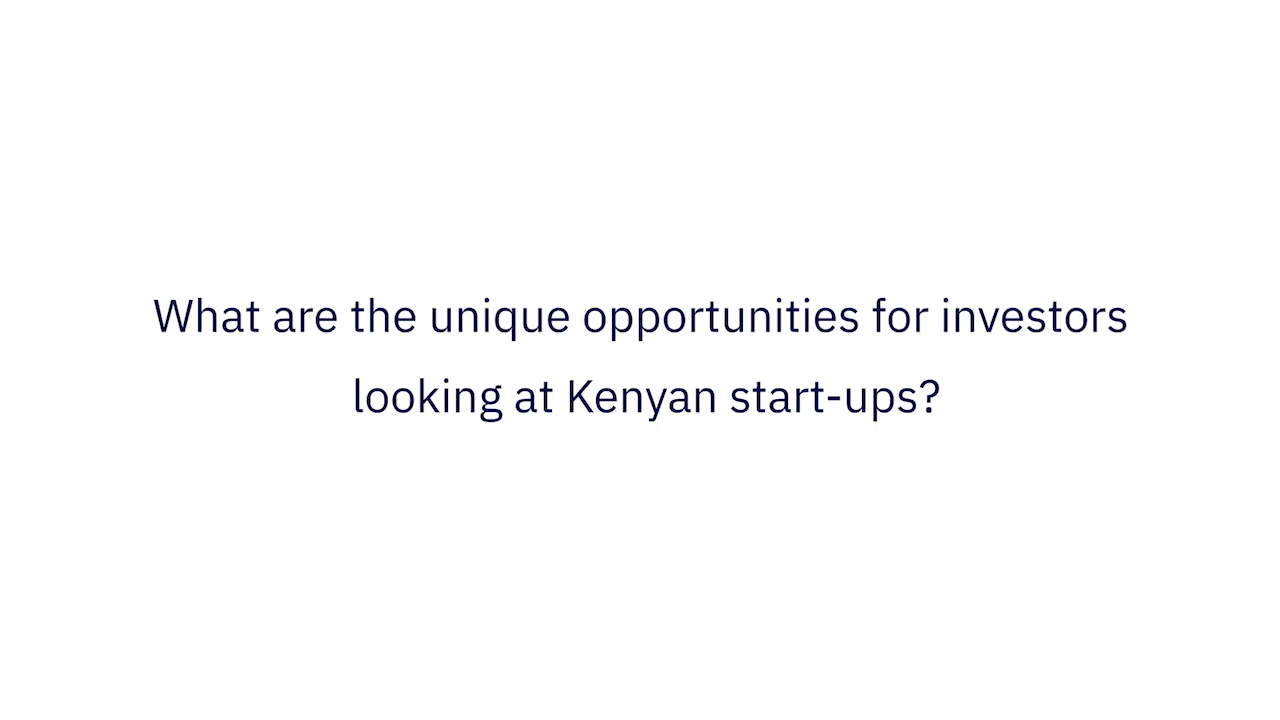 What are the unique opportunities for investors
looking at Kenyan start-ups?